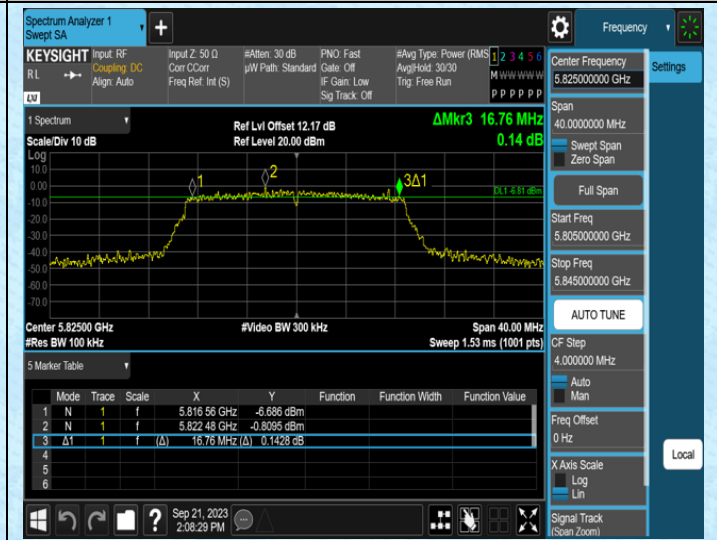 Spectrum Analyzer 1
Swept SA
+
Frequency
KEYSIGHT
RL
LXI
Input: RF
Coupling: DC
Align: Auto
Input Z: 50 Ω
Corr CCorr
Freq Ref: Int (S)
#Atten: 30 dB
µW Path: Standard
PNO: Fast
Gate: Off
IF Gain: Low
Sig Track: Off
#Avg Type: Power (RMS
Avg|Hold: 30/30
Trig: Free Run
1 2 3 4 5 6
M W W W W W
P P P P P P
1 Spectrum
Scale/Div 10 dB
Ref Lvl Offset 12.17 dB
Ref Level 20.00 dBm
ΔMkr3 16.76 MHz
0.14 dB
Log
10.0
0.00
-10.0
-20.0
-30.0
-40.0
-50.0
-60.0
-70.0
1
2
3Δ1
DL1 -6.81 dBm
Center 5.82500 GHz
#Res BW 100 kHz
#Video BW 300 kHz
Span 40.00 MHz
Sweep 1.53 ms (1001 pts)
5 Marker Table
Mode Trace Scale X Y Function Function Width Function Value
1 N 1 f 5.816 56 GHz -6.686 dBm
2 N 1 f 5.822 48 GHz -0.8095 dBm
3 Δ1 1 f (Δ) 16.76 MHz (Δ) 0.1428 dB
4
5
6
Sep 21, 2023
2:08:29 PM
?
Center Frequency
5.825000000 GHz
Span
40.0000000 MHz
Swept Span
Zero Span
Full Span
Start Freq
5.805000000 GHz
Stop Freq
5.845000000 GHz
AUTO TUNE
CF Step
4.000000 MHz
Auto
Man
Freq Offset
0 Hz
X Axis Scale
Log
Lin
Signal Track
(Span Zoom)
Settings
Local